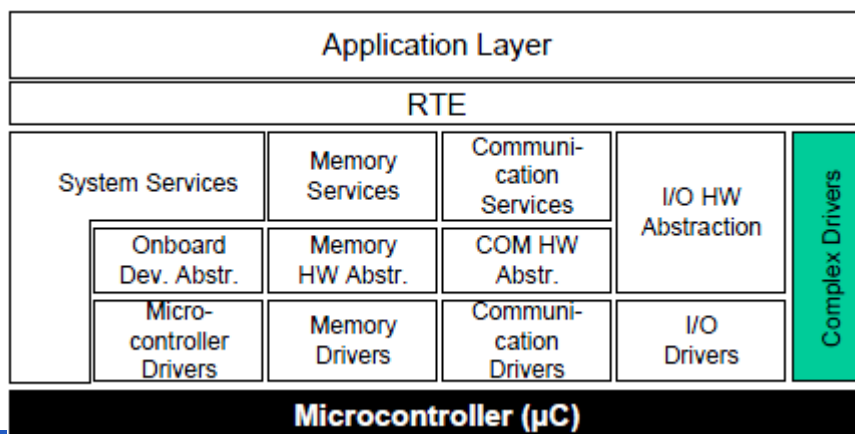 Application Layer
RTE
System Services
Memory
Services
Communi-
cation
Services
I/O HW
Abstraction
Complex Drivers
Onboard
Dev. Abstr.
Memory
HW Abstr.
COM HW
Abstr.
Micro-
controller
Drivers
Memory
Drivers
Communi-
cation
Drivers
I/O
Drivers
Microcontroller (µC)